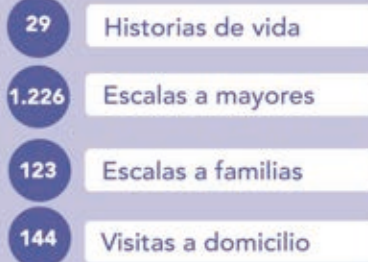 29 Historias de vida
1.226 Escalas a mayores
123 Escalas a familias
144 Visitas a domicilio